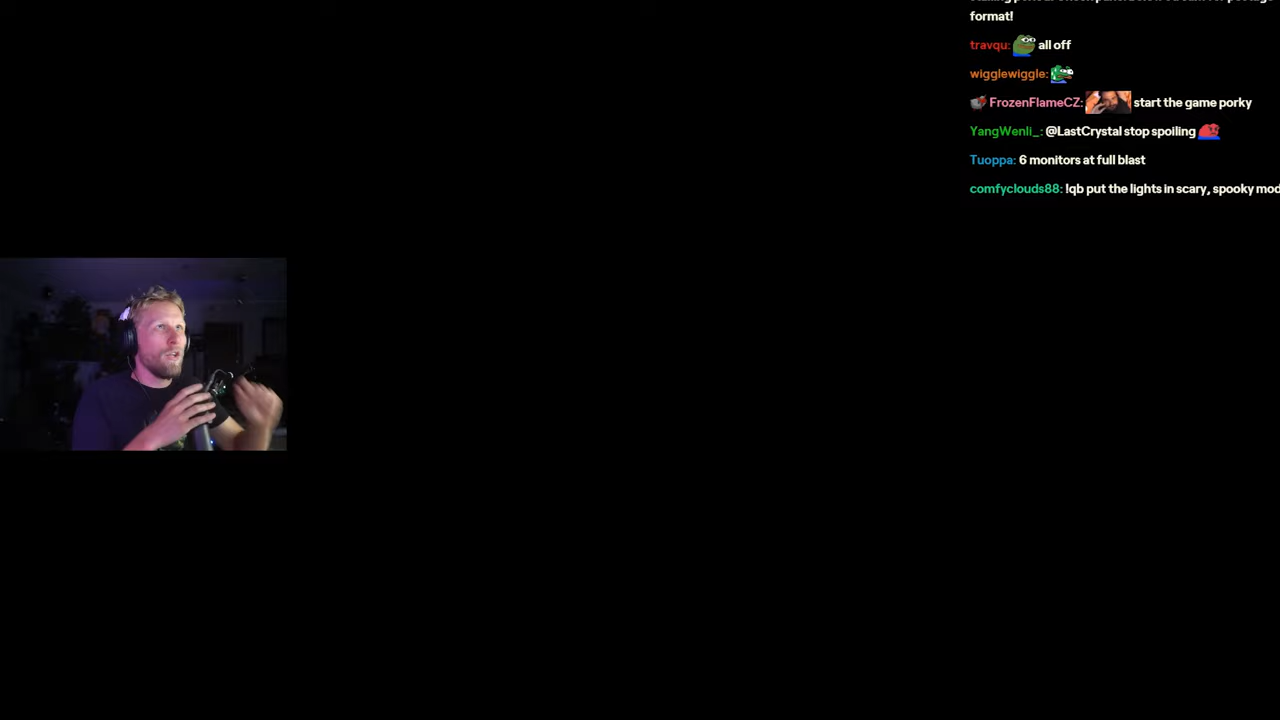 format!
travqu: all off
wigglewiggle:
FrozenFlameCZ: start the game porky
YangWenli_: @LastCrystal stop spoiling
Tuoppa: 6 monitors at full blast
comfyclouds88: !qb put the lights in scary, spooky mod